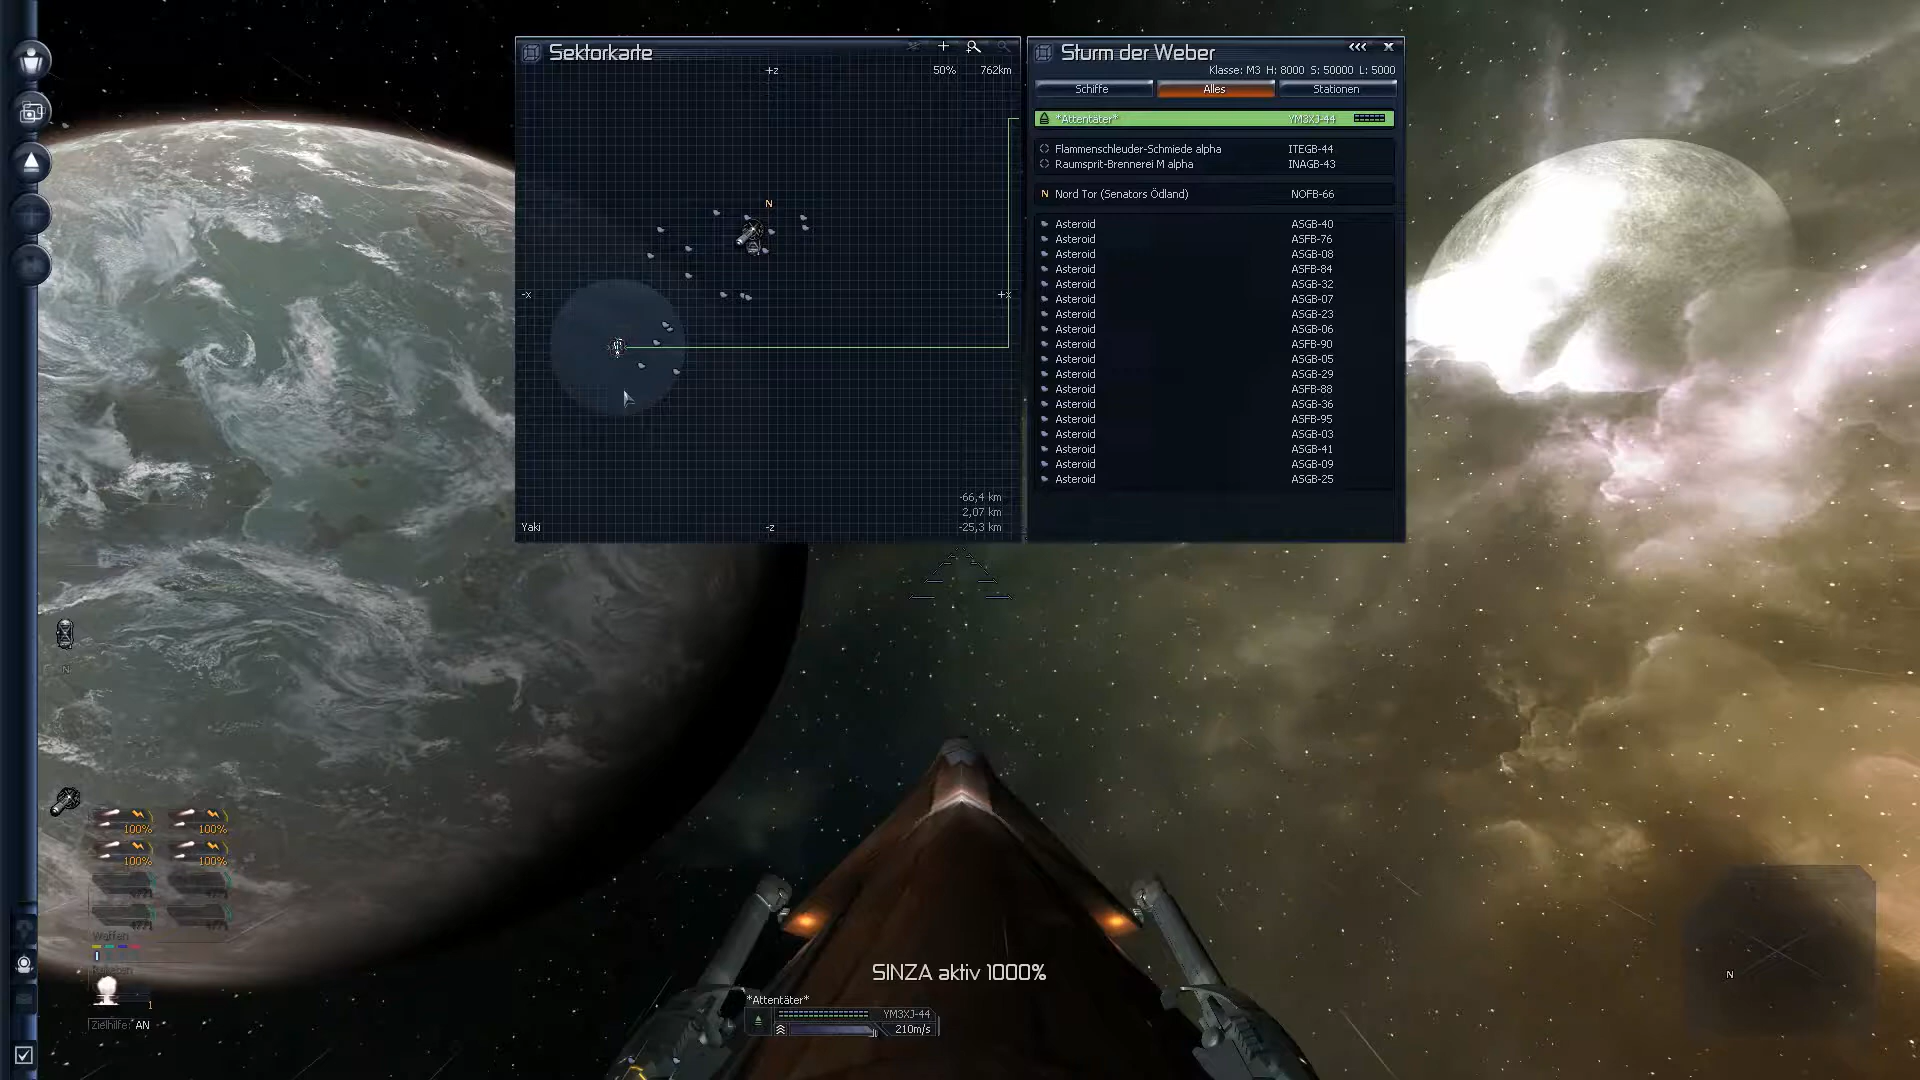 Sektorkarte
+z
50% 762km
N
-x
+x
-66,4 km
2,07 km
-25,3 km
Yaki
-z
Sturm der Weber
Klasse: M3 H: 8000 S: 50000 L: 5000
Schiffe Alles Stationen
*Attentäter* YM3XJ-44
Flammenschleuder-Schmiede alpha ITEGB-44
Raumsprit-Brennerei M alpha INAGB-43
N Nord Tor (Senators Ödland) NOFB-66
Asteroid ASGB-40
Asteroid ASFB-76
Asteroid ASGB-08
Asteroid ASFB-84
Asteroid ASGB-32
Asteroid ASGB-07
Asteroid ASGB-23
Asteroid ASGB-06
Asteroid ASFB-90
Asteroid ASGB-05
Asteroid ASGB-29
Asteroid ASFB-88
Asteroid ASGB-36
Asteroid ASFB-95
Asteroid ASGB-03
Asteroid ASGB-41
Asteroid ASGB-09
Asteroid ASGB-25
N
100% 100%
100% 100%
Waffen
1
1
Zielhilfe: AN
SINZA aktiv 1000%
*Attentäter*
YM3XJ-44
210m/s
N